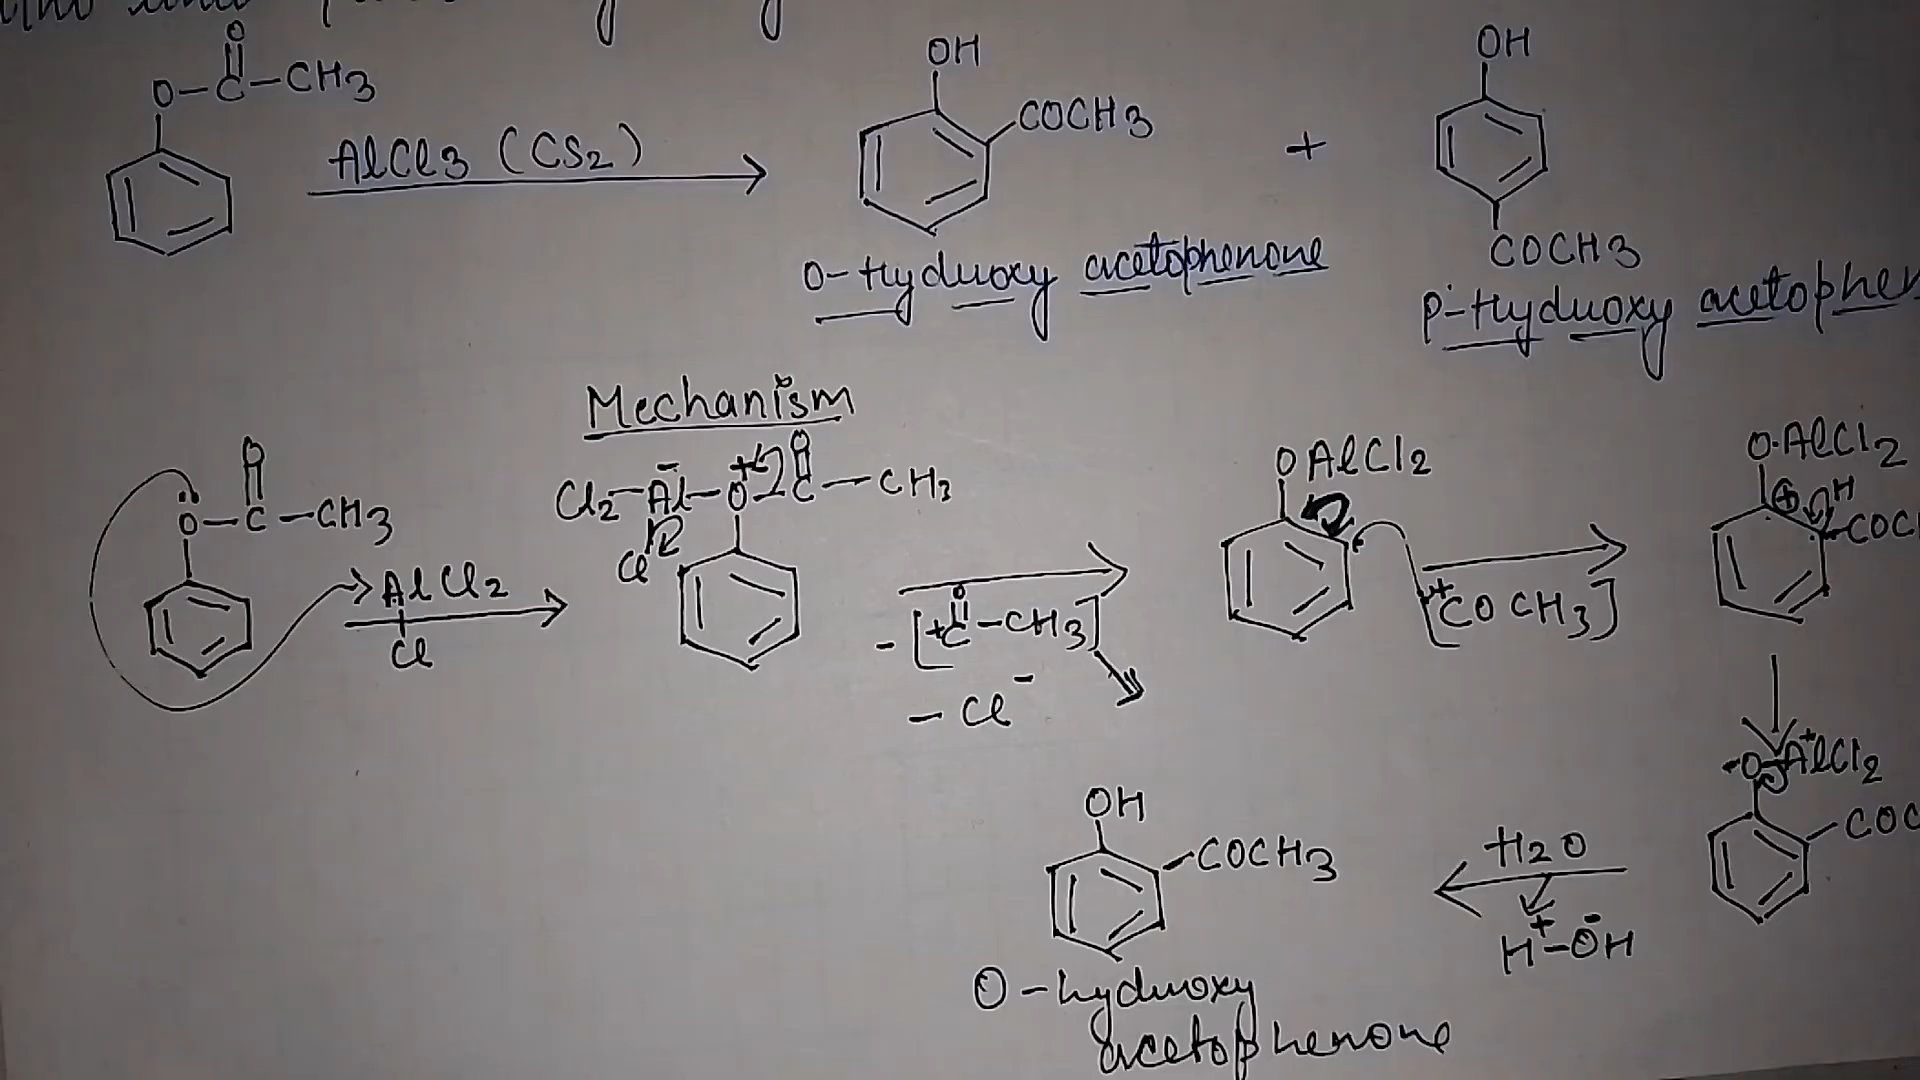 O
O-C-CH3
AlCl3 (CS2)
OH
COCH3
+
OH
COCH3
O-Hydroxy acetophenone
P-Hydroxy acetophen
Mechanism
O
O-C-CH3
AlCl2
Cl
Cl2-Al-O-C-CH3
- +
O
Cl
-[+C-CH3]
O
- Cl-
OAlCl2
[+COCH3]
O-AlCl2
⊕ H
COC
-O-AlCl2
+
COC
H2O
H+-OH-
OH
-COCH3
O-hydroxy
acetophenone